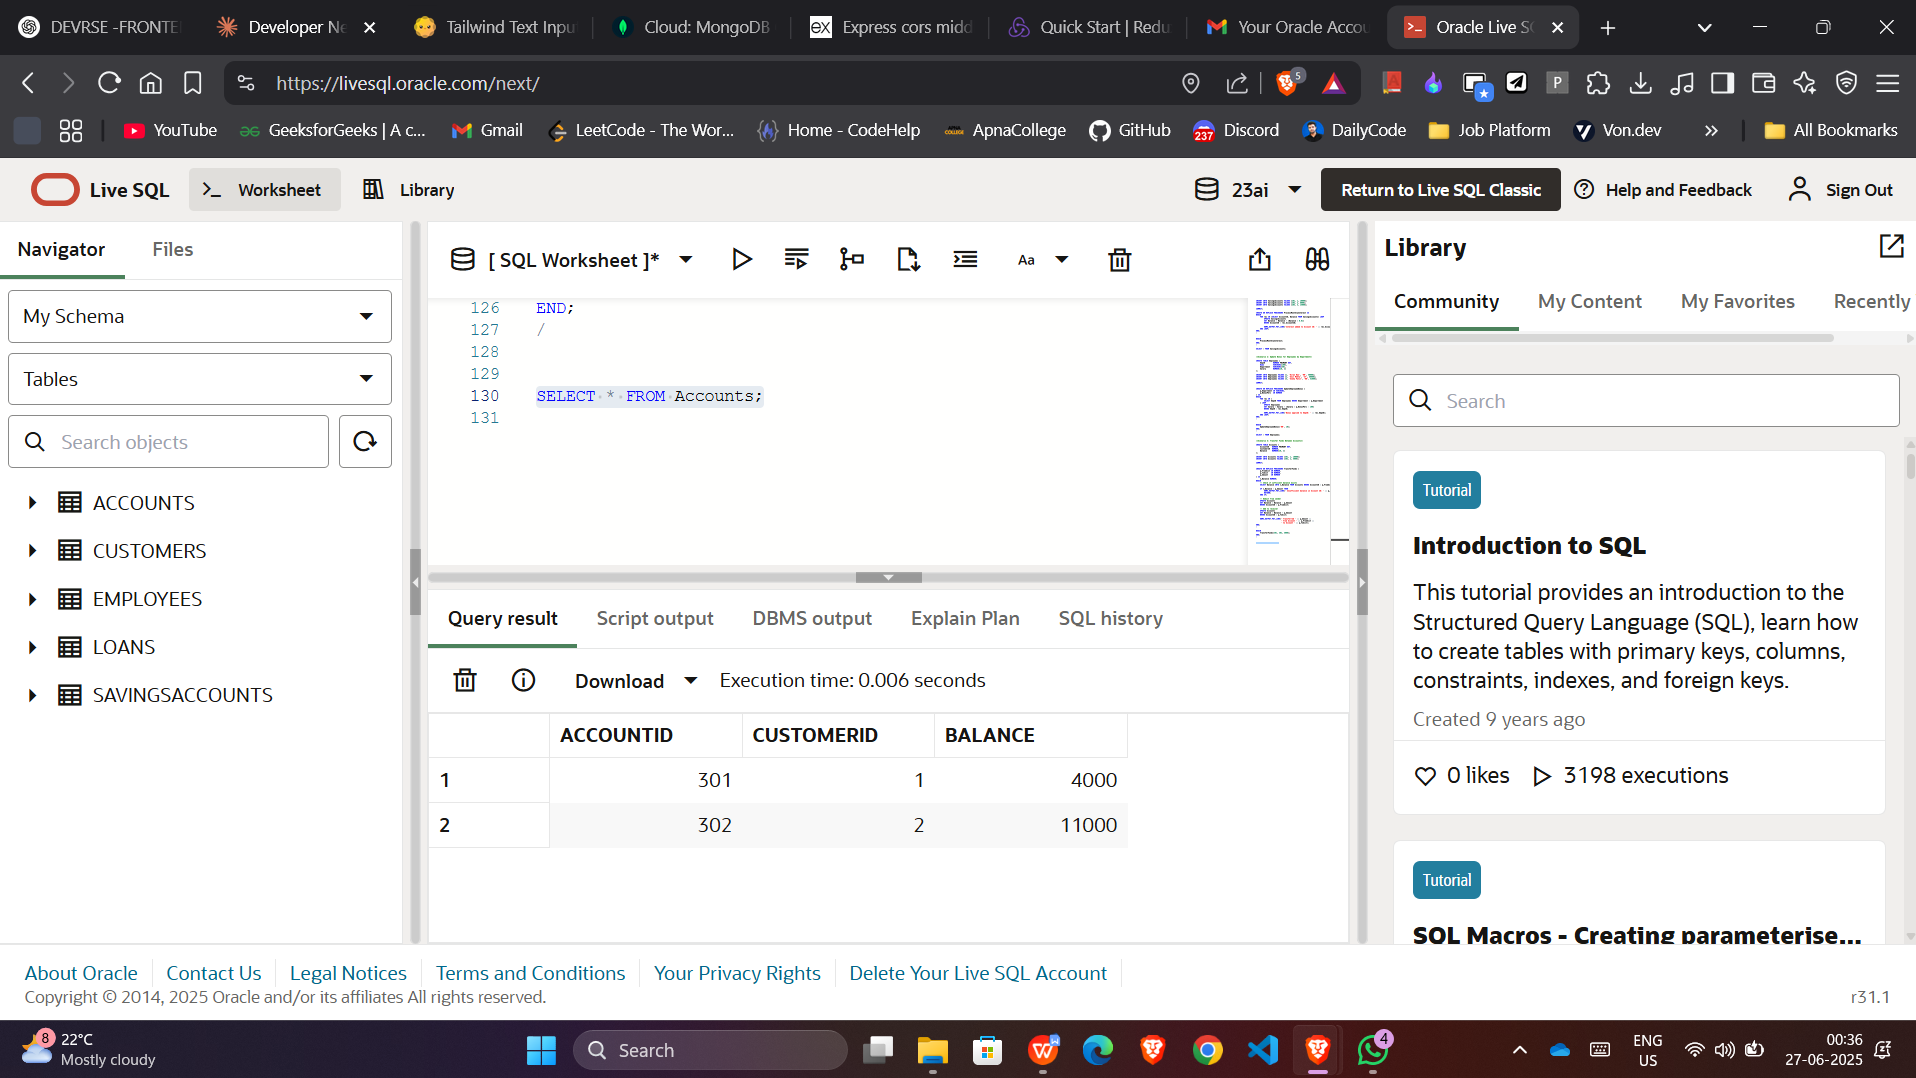 DEVRSE -FRONTE
Developer Ne
Tailwind Text Inpu
Cloud: MongoDB
Express cors midd
Quick Start | Redu
Your Oracle Accou
Oracle Live S
https://livesql.oracle.com/next/
5
YouTube
GeeksforGeeks | A c...
Gmail
LeetCode - The Wor...
Home - CodeHelp
ApnaCollege
GitHub
237
Discord
DailyCode
Job Platform
Von.dev
All Bookmarks
Live SQL
Worksheet
Library
23ai
Return to Live SQL Classic
Help and Feedback
Sign Out
Navigator
Files
My Schema
Tables
Search objects
ACCOUNTS
CUSTOMERS
EMPLOYEES
LOANS
SAVINGSACCOUNTS
[ SQL Worksheet ]*
Aa
126 END;
127 /
128
129
130 SELECT * FROM Accounts;
131
Query result
Script output
DBMS output
Explain Plan
SQL history
Download
Execution time: 0.006 seconds
ACCOUNTID CUSTOMERID BALANCE
1 301 1 4000
2 302 2 11000
Library
Community
My Content
My Favorites
Recently
Search
Tutorial
Introduction to SQL
This tutorial provides an introduction to the
Structured Query Language (SQL), learn how
to create tables with primary keys, columns,
constraints, indexes, and foreign keys.
Created 9 years ago
0 likes
3198 executions
Tutorial
SQL Macros - Creating parameterise...
About Oracle
Contact Us
Legal Notices
Terms and Conditions
Your Privacy Rights
Delete Your Live SQL Account
Copyright © 2014, 2025 Oracle and/or its affiliates All rights reserved.
r31.1
8
22°C
Mostly cloudy
Search
4
ENG
US
00:36
27-06-2025